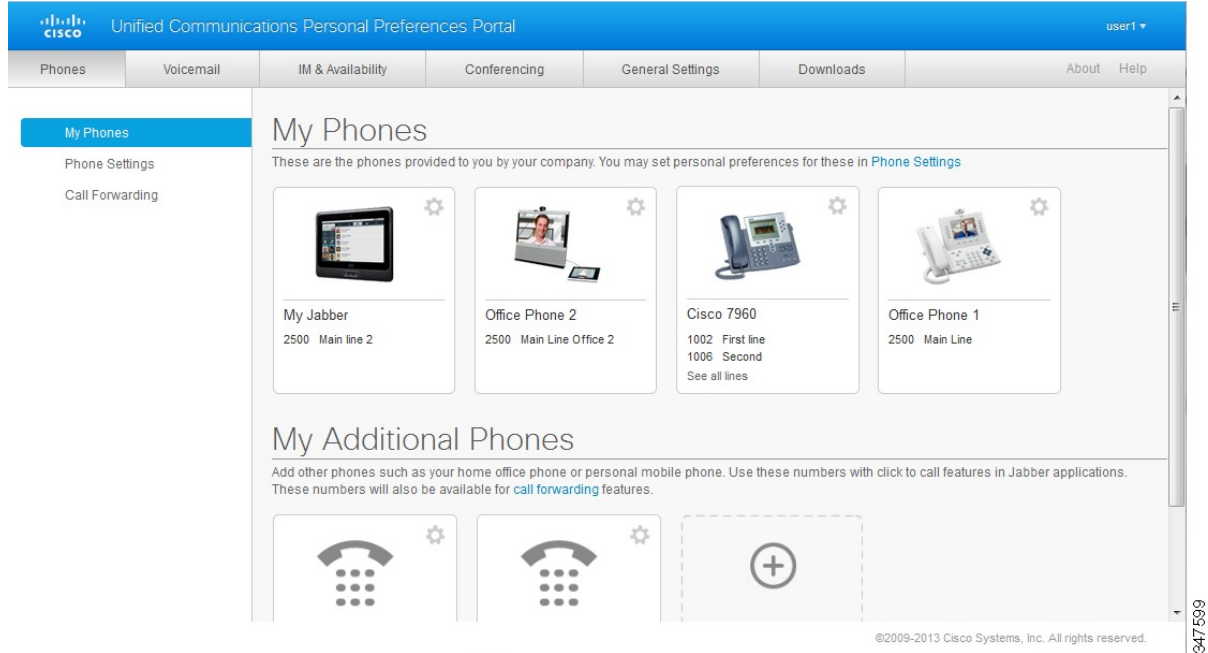 cisco Unified Communications Personal Preferences Portal user1
Phones Voicemail IM & Availability Conferencing General Settings Downloads About Help
My Phones
Phone Settings
Call Forwarding
My Phones
These are the phones provided to you by your company. You may set personal preferences for these in Phone Settings
My Jabber
2500 Main line 2
Office Phone 2
2500 Main Line Office 2
Cisco 7960
1002 First line
1006 Second
See all lines
Office Phone 1
2500 Main Line
My Additional Phones
Add other phones such as your home office phone or personal mobile phone. Use these numbers with click to call features in Jabber applications.
These numbers will also be available for call forwarding features.
©2009-2013 Cisco Systems, Inc. All rights reserved.
347599